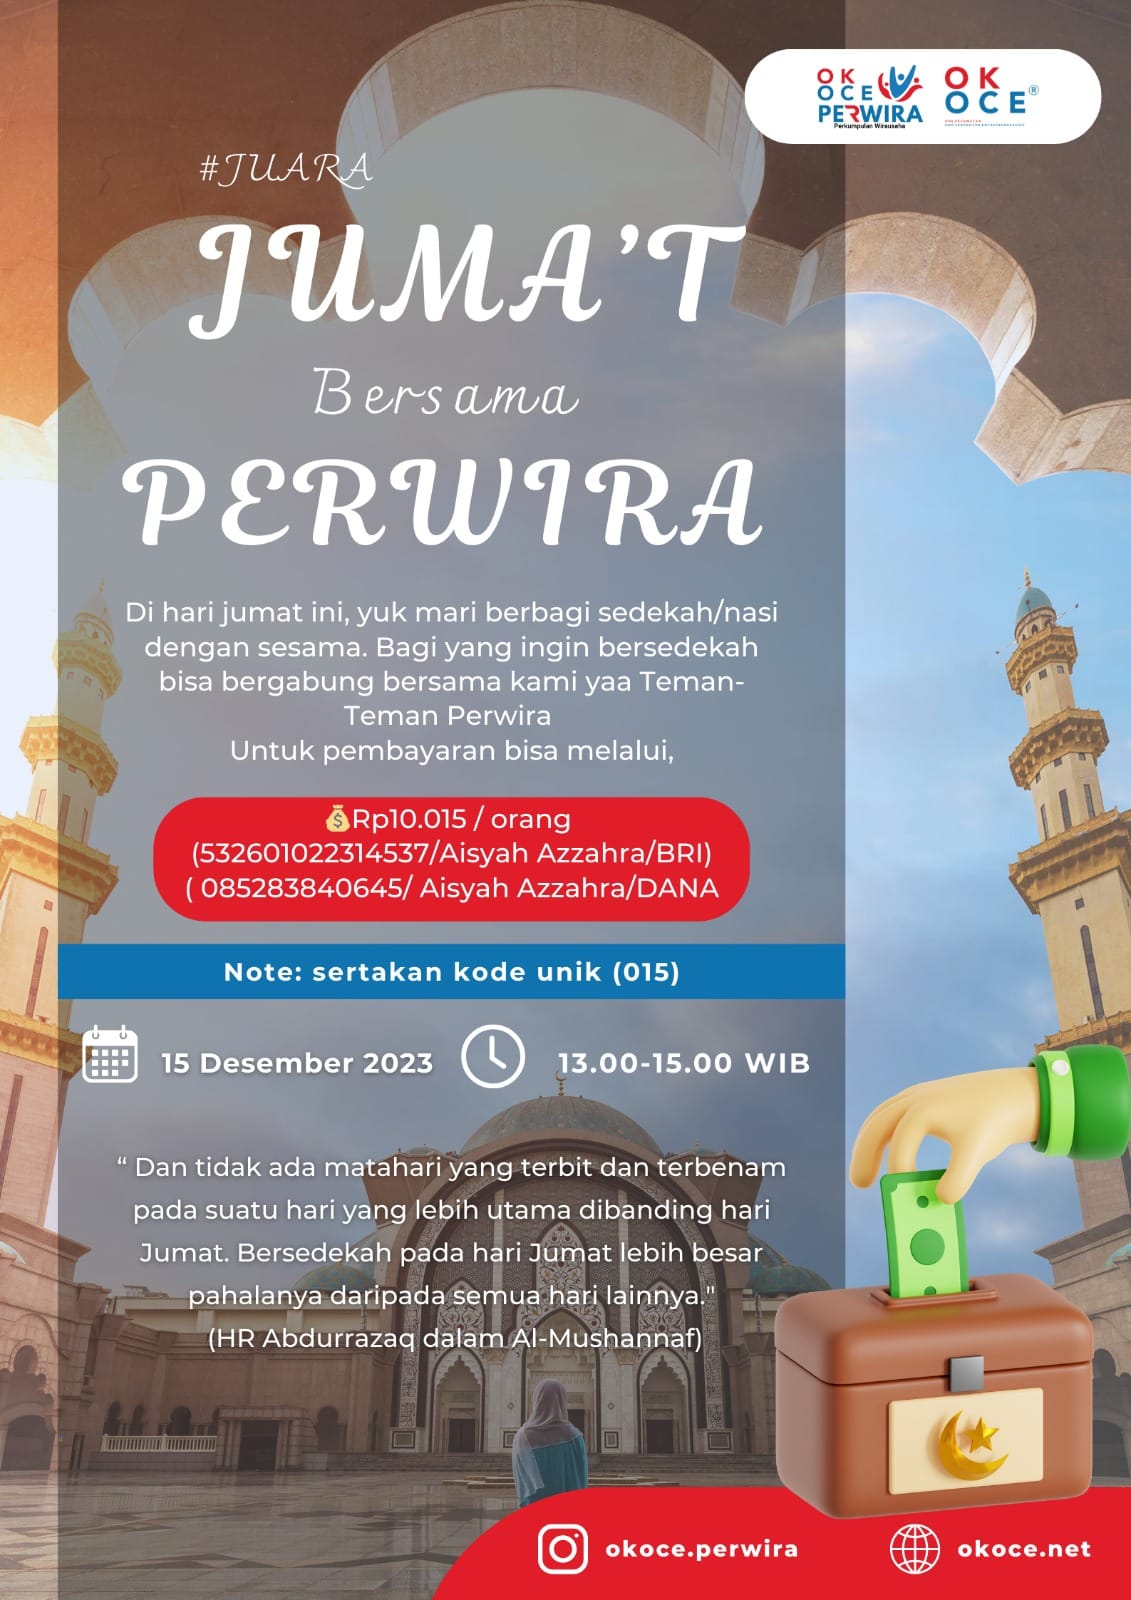 OK
OCE
PERWIRA
Perkumpulan Wirausaha
OK
OCE®
#JUARA
JUMA'T
Bersama
PERWIRA
Di hari jumat ini, yuk mari berbagi sedekah/nasi
dengan sesama. Bagi yang ingin bersedekah
bisa bergabung bersama kami yaa Teman-
Teman Perwira
Untuk pembayaran bisa melalui,
💰Rp10.015 / orang
(532601022314537/Aisyah Azzahra/BRI)
( 085283840645/ Aisyah Azzahra/DANA
Note: sertakan kode unik (015)
15 Desember 2023
13.00-15.00 WIB
“ Dan tidak ada matahari yang terbit dan terbenam
pada suatu hari yang lebih utama dibanding hari
Jumat. Bersedekah pada hari Jumat lebih besar
pahalanya daripada semua hari lainnya."
(HR Abdurrazaq dalam Al-Mushannaf)
okoce.perwira
okoce.net